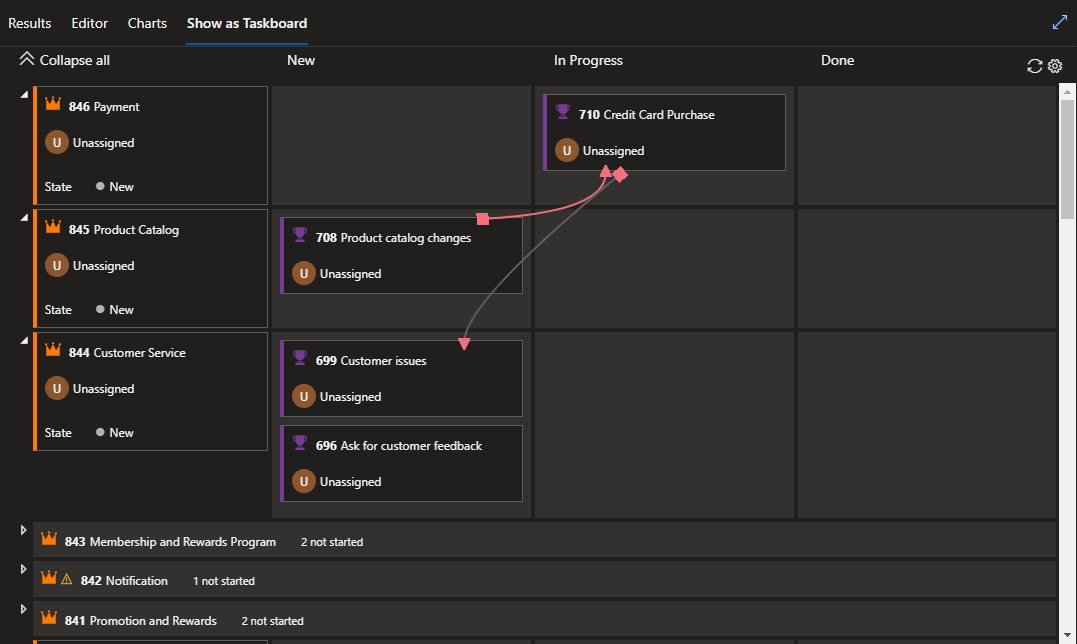 Results Editor Charts Show as Taskboard
Collapse all New In Progress Done
846 Payment
U Unassigned
State New
710 Credit Card Purchase
U Unassigned
845 Product Catalog
U Unassigned
State New
708 Product catalog changes
U Unassigned
844 Customer Service
U Unassigned
State New
699 Customer issues
U Unassigned
696 Ask for customer feedback
U Unassigned
843 Membership and Rewards Program 2 not started
842 Notification 1 not started
841 Promotion and Rewards 2 not started